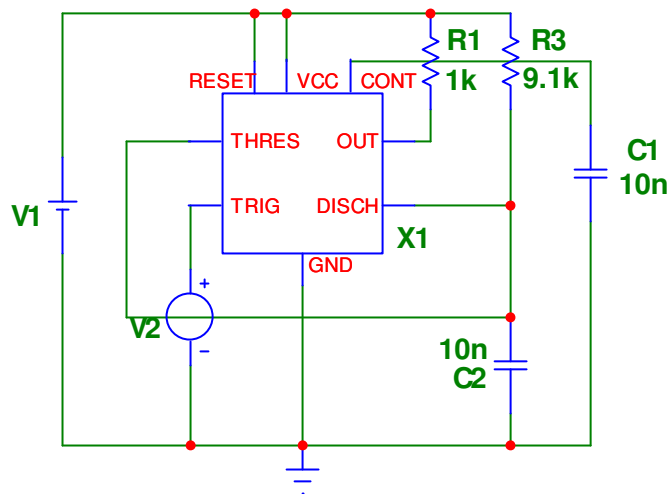 R1
1k
R3
9.1k
RESET
VCC
CONT
THRES
OUT
C1
10n
TRIG
DISCH
V1
X1
GND
+
V2
–
10n
C2